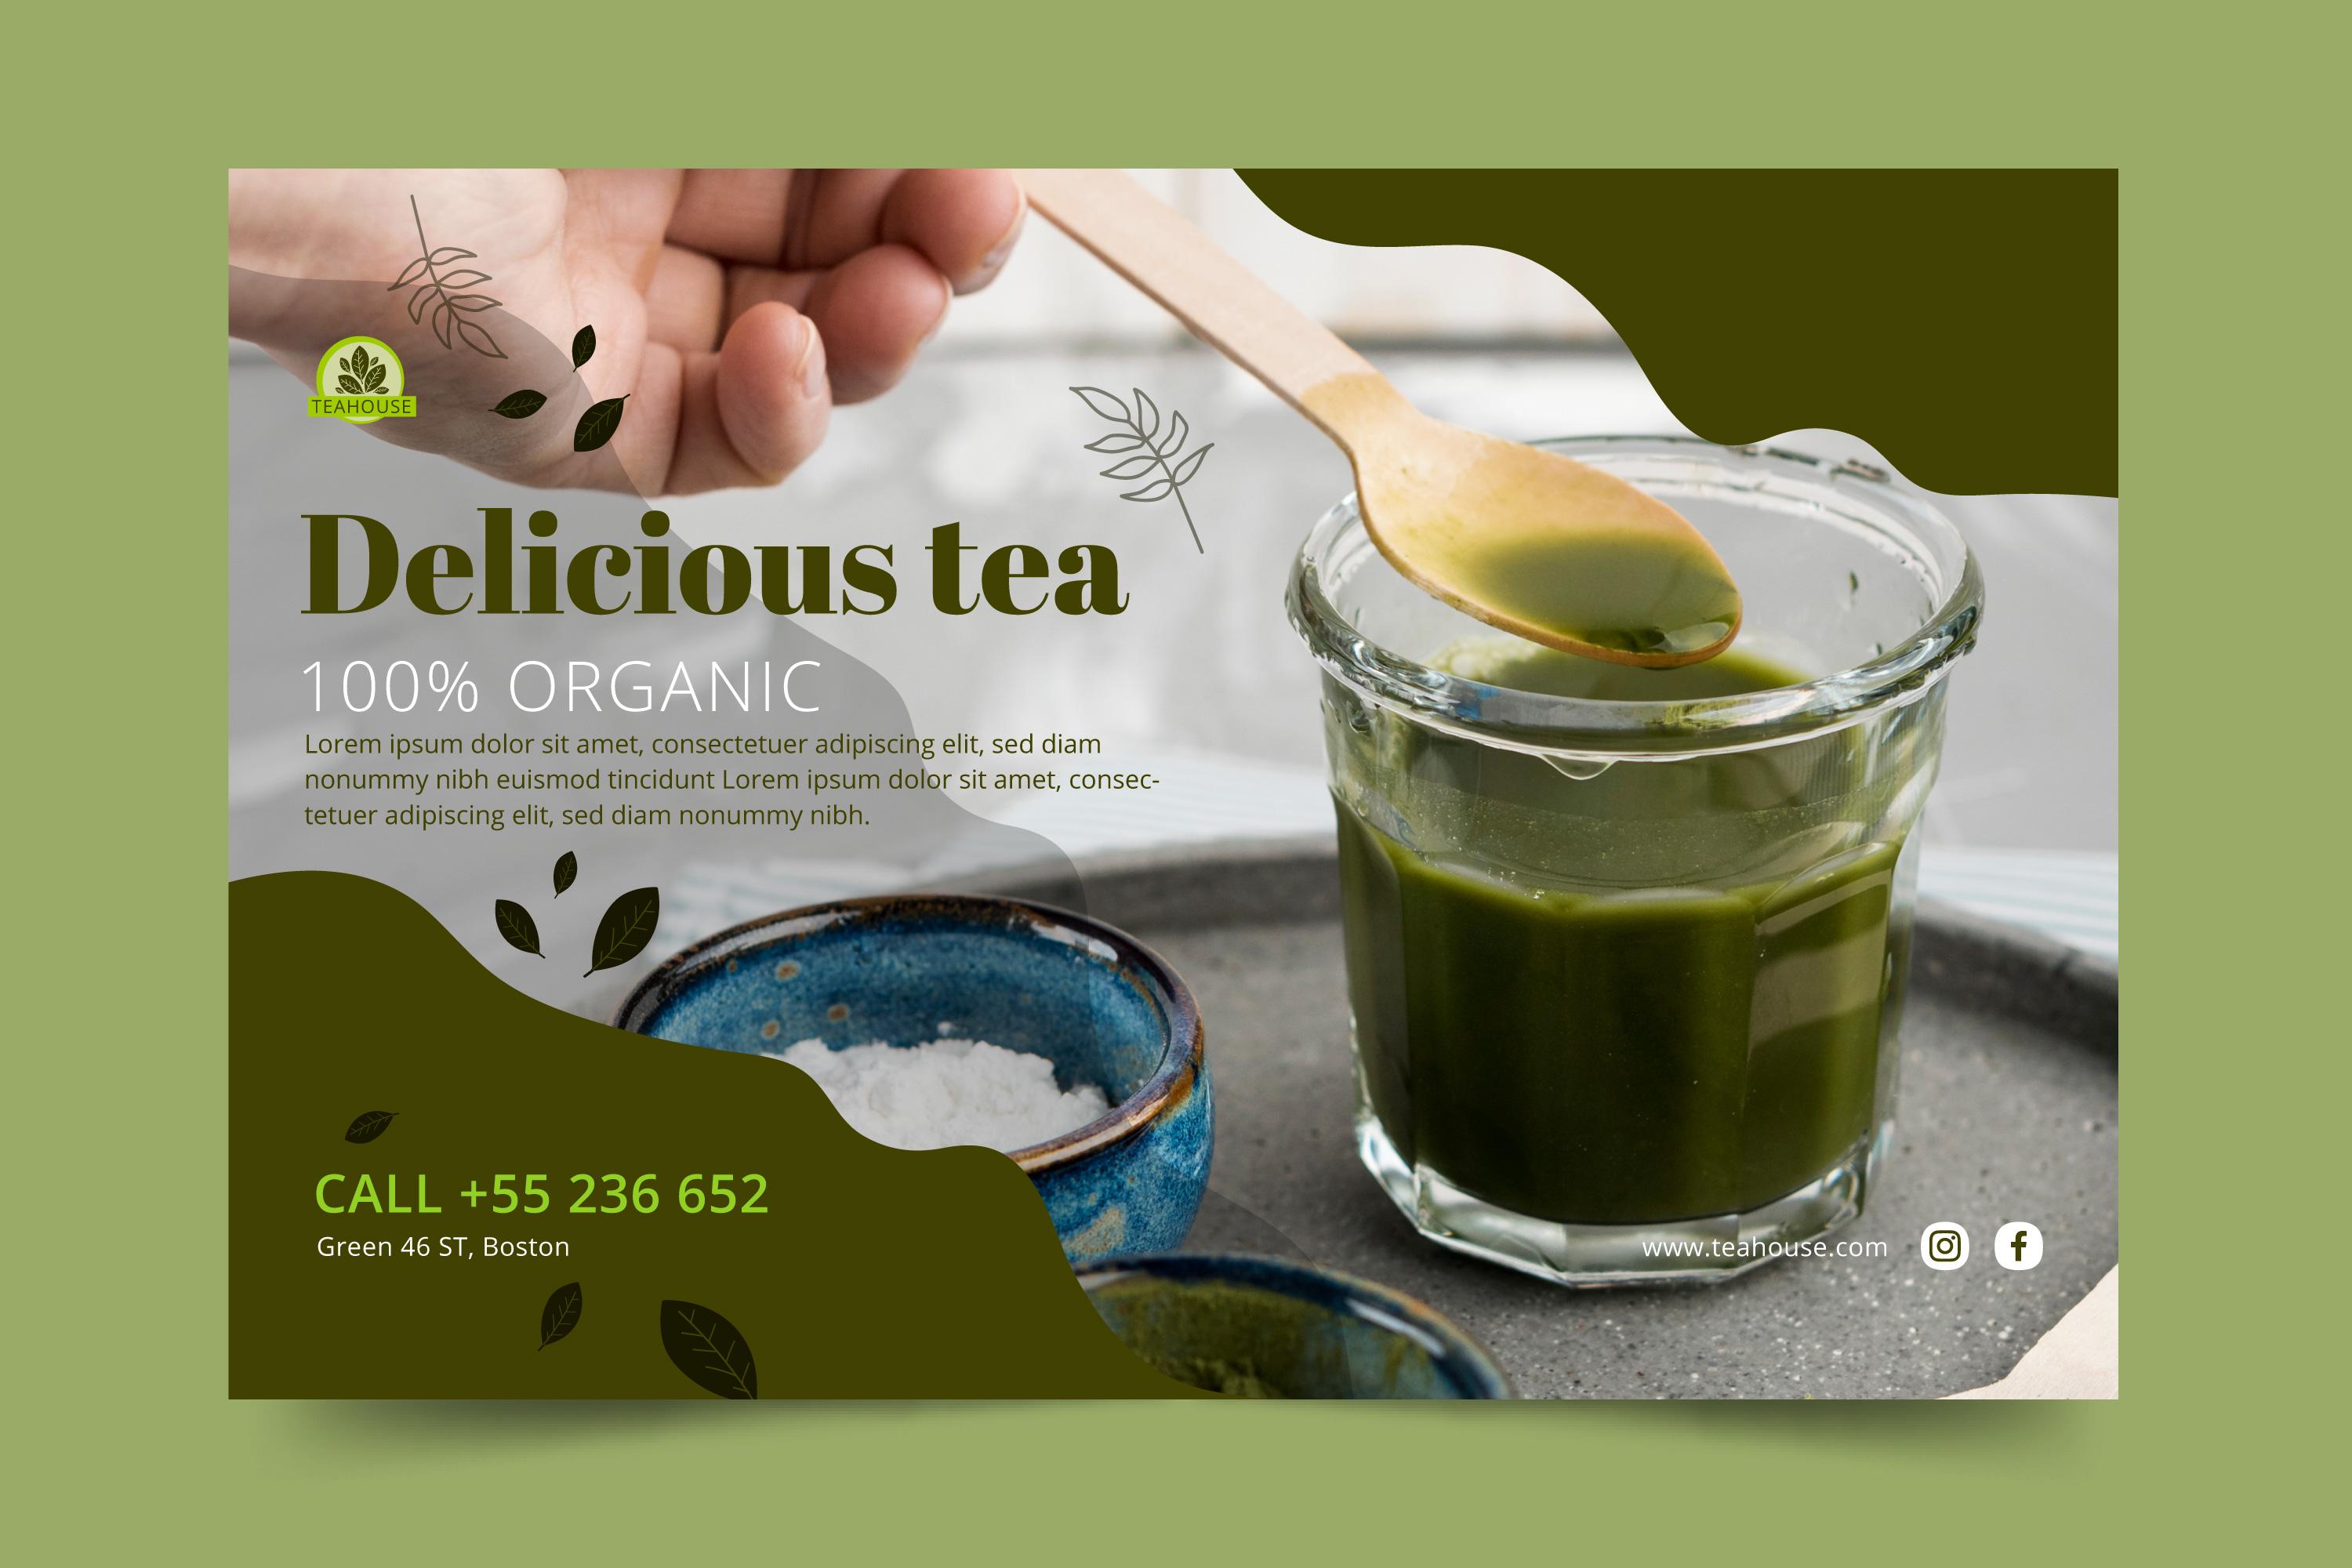 TEAHOUSE
Delicious tea
100% ORGANIC
Lorem ipsum dolor sit amet, consectetuer adipiscing elit, sed diam
nonummy nibh euismod tincidunt Lorem ipsum dolor sit amet, consec-
tetuer adipiscing elit, sed diam nonummy nibh.
CALL +55 236 652
Green 46 ST, Boston
www.teahouse.com